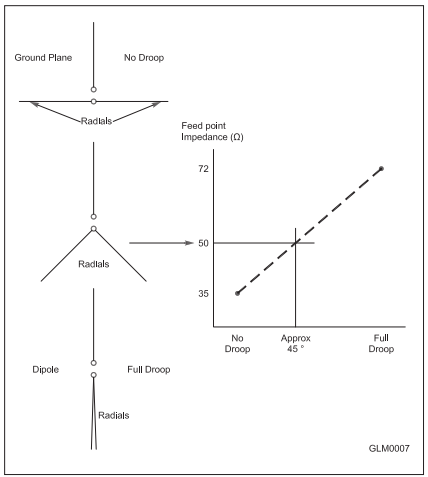 Ground Plane
No Droop
Radials
Radials
Dipole
Full Droop
Radials
Feed point
Impedance (Ω)
72
50
35
No
Droop
Approx
45 °
Full
Droop
GLM0007